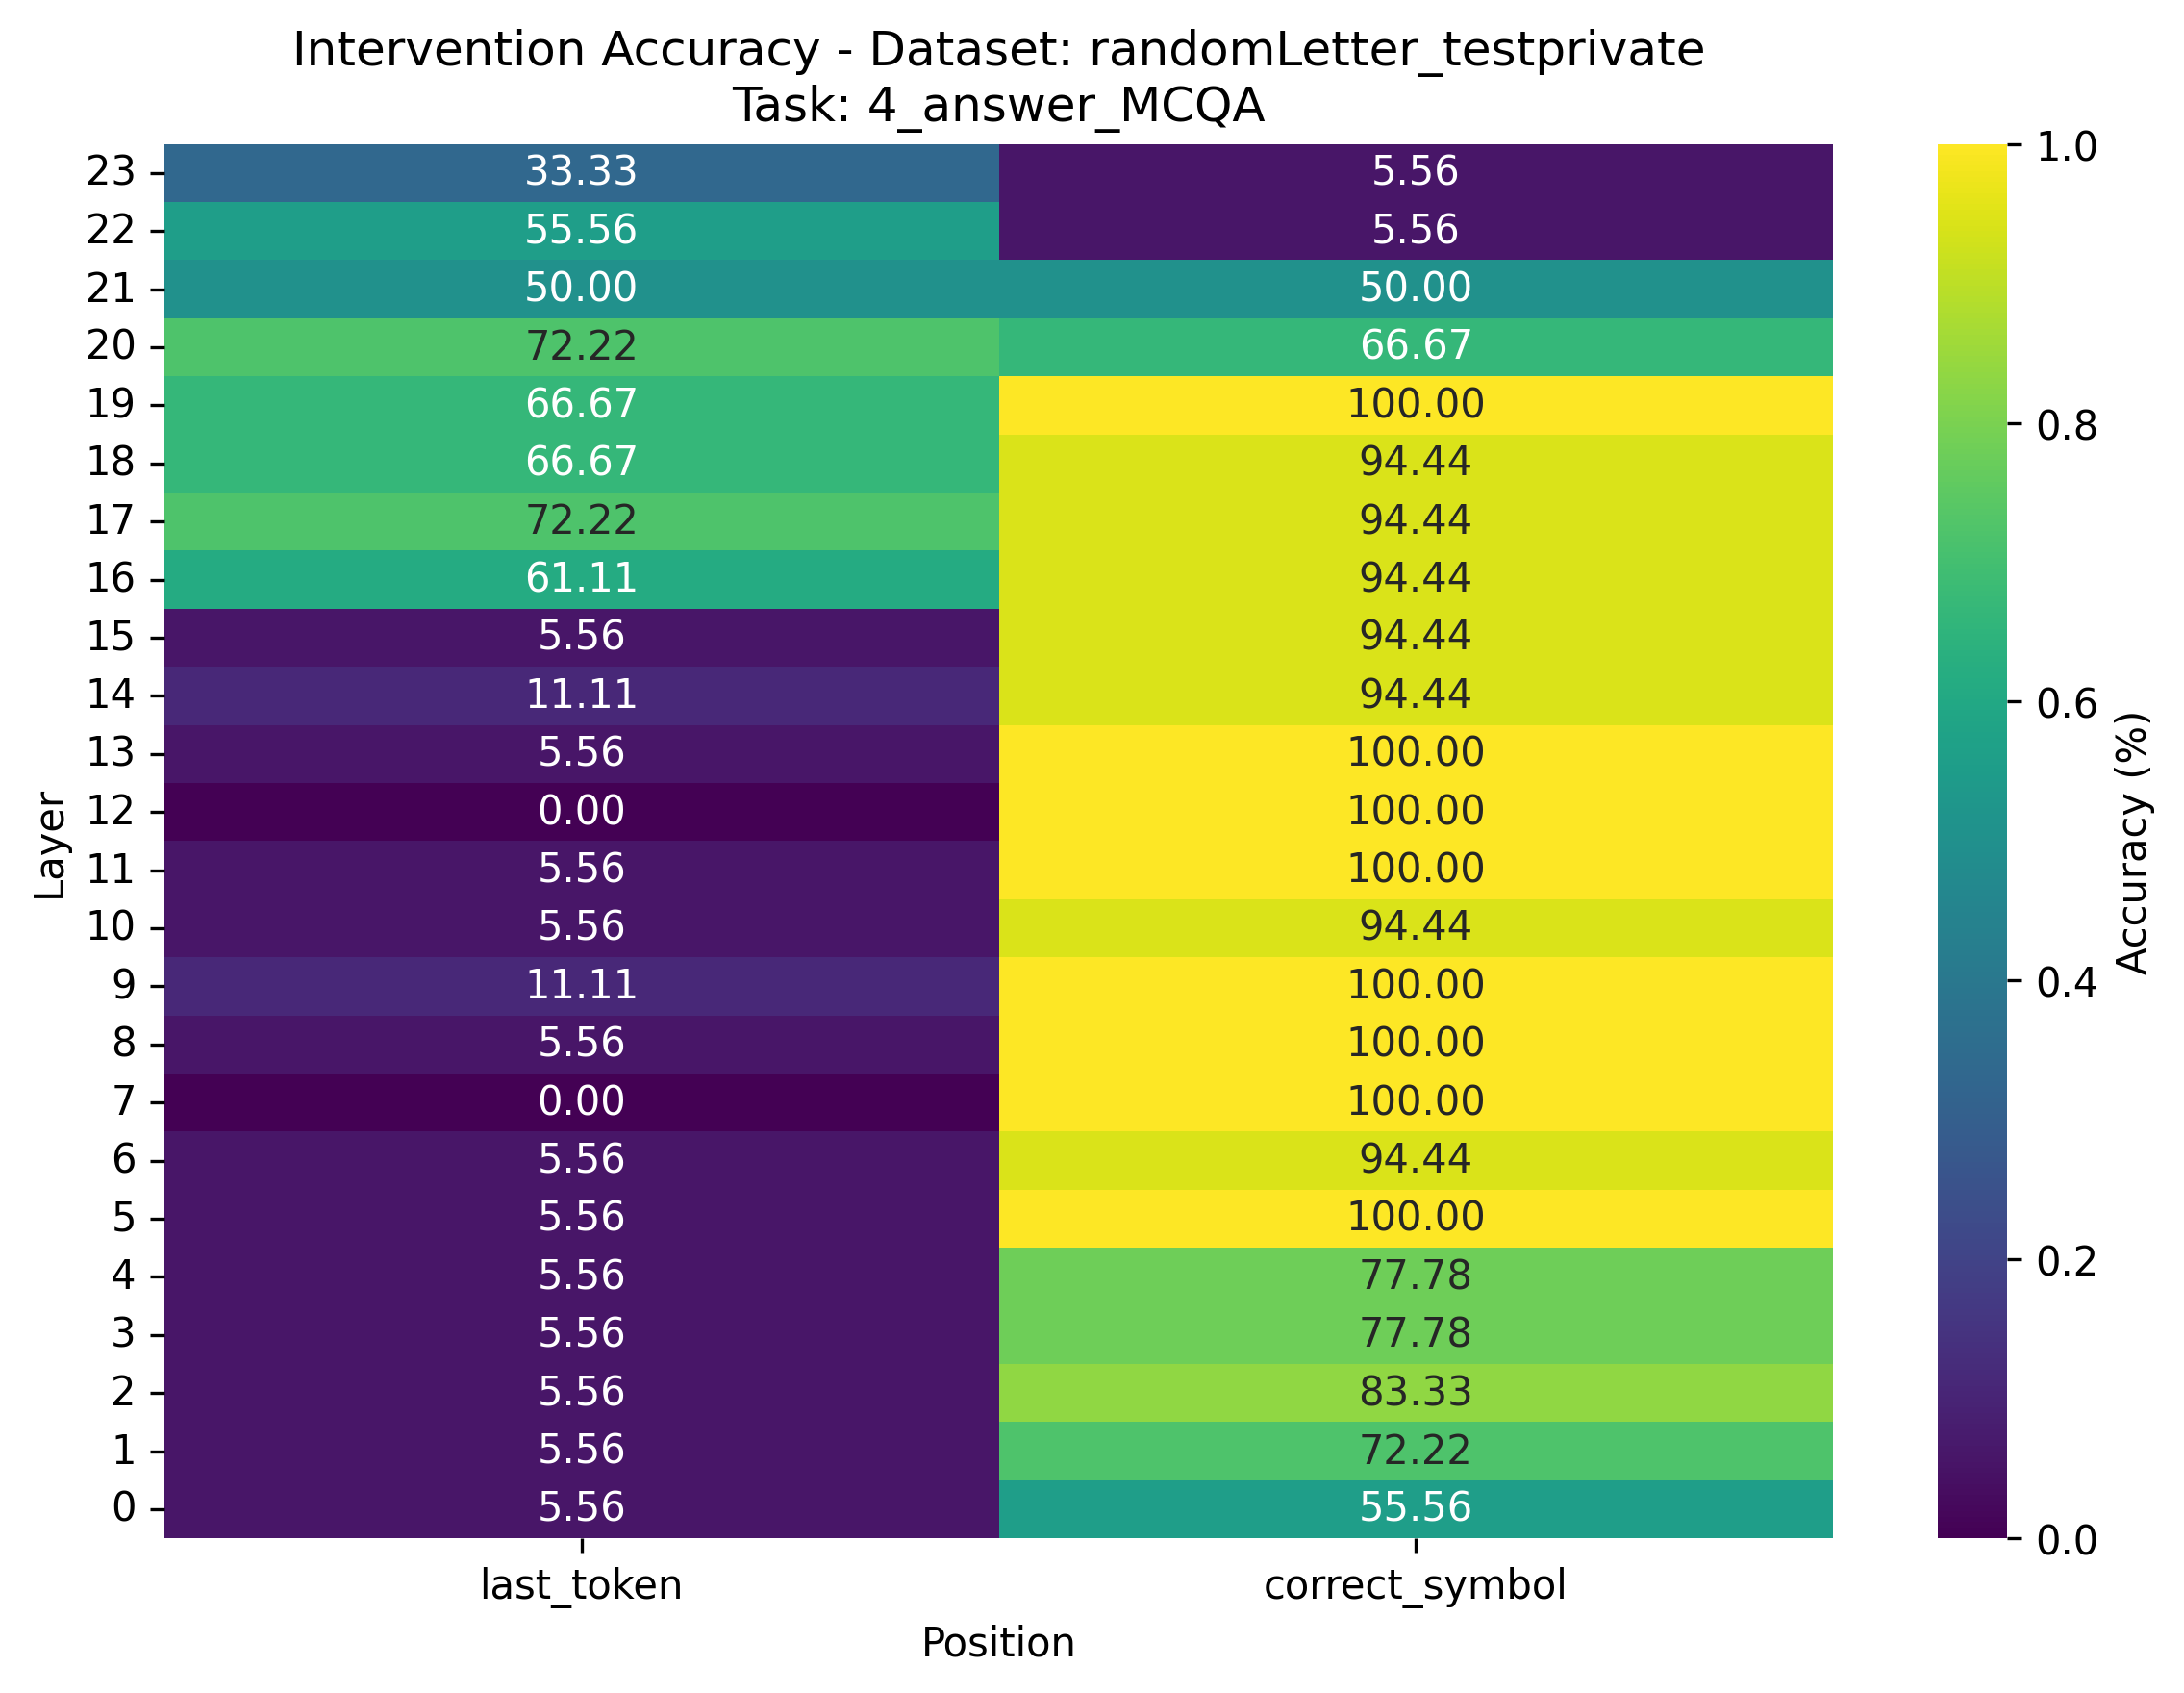 Intervention Accuracy - Dataset: randomLetter_testprivate
Task: 4_answer_MCQA
23 33.33 5.56
22 55.56 5.56
21 50.00 50.00
20 72.22 66.67
19 66.67 100.00
18 66.67 94.44
17 72.22 94.44
16 61.11 94.44
15 5.56 94.44
14 11.11 94.44
13 5.56 100.00
12 0.00 100.00
11 5.56 100.00
10 5.56 94.44
9 11.11 100.00
8 5.56 100.00
7 0.00 100.00
6 5.56 94.44
5 5.56 100.00
4 5.56 77.78
3 5.56 77.78
2 5.56 83.33
1 5.56 72.22
0 5.56 55.56
last_token correct_symbol
Position
Layer
1.0
0.8
0.6
0.4
0.2
0.0
Accuracy (%)